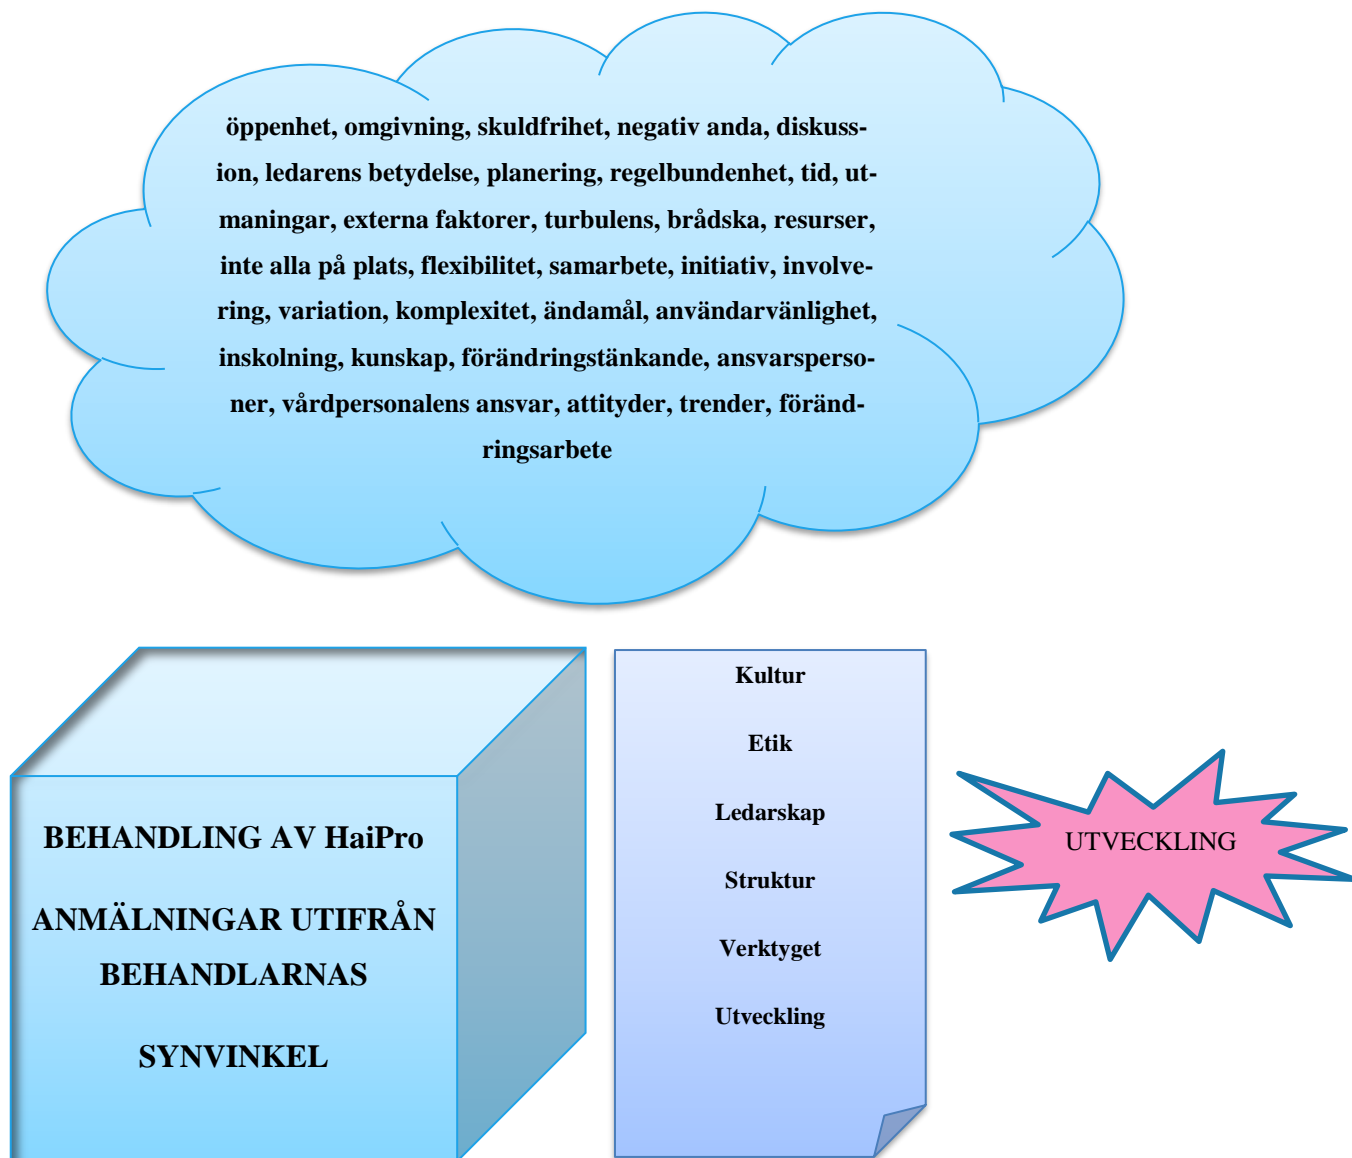 öppenhet, omgivning, skuldfrihet, negativ anda, diskuss-
ion, ledarens betydelse, planering, regelbundenhet, tid, ut-
maningar, externa faktorer, turbulens, brådska, resurser,
inte alla på plats, flexibilitet, samarbete, initiativ, involve-
ring, variation, komplexitet, ändamål, användarvänlighet,
inskolning, kunskap, förändringstänkande, ansvarsperso-
ner, vårdpersonalens ansvar, attityder, trender, föränd-
ringsarbete
BEHANDLING AV HaiPro
ANMÄLNINGAR UTIFRÅN
BEHANDLARNAS
SYNVINKEL
Kultur
Etik
Ledarskap
Struktur
Verktyget
Utveckling
UTVECKLING